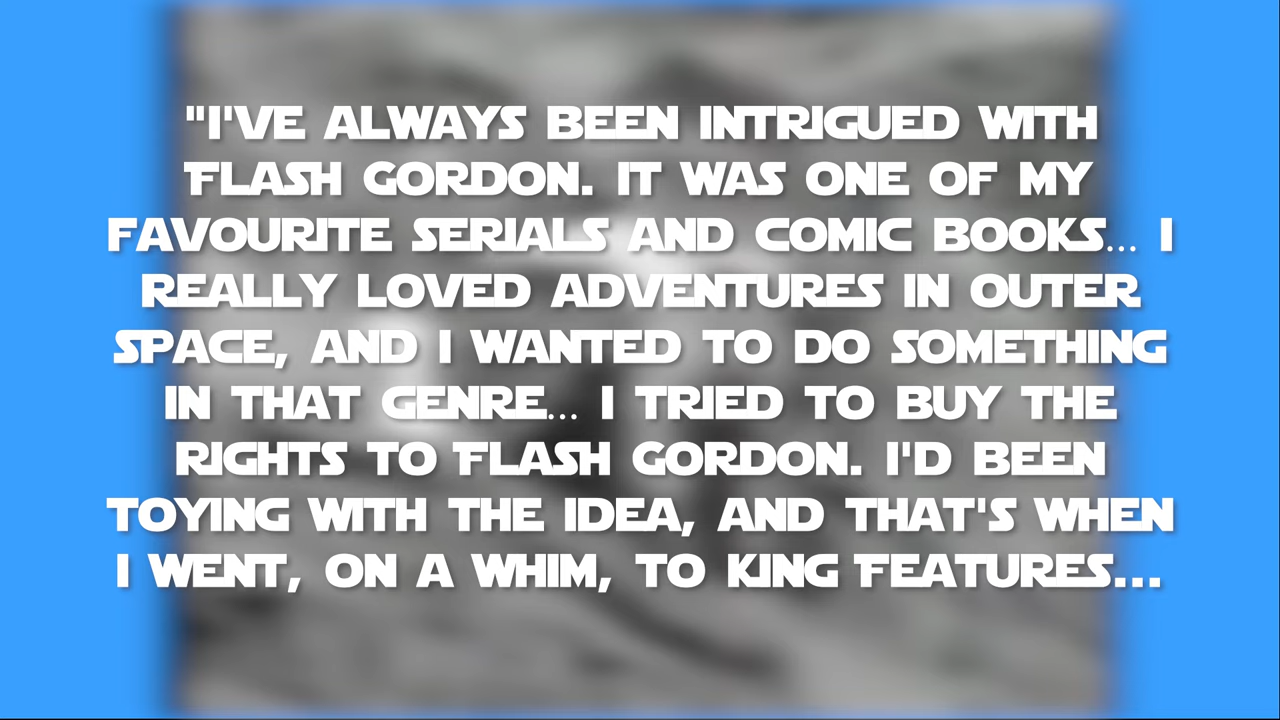 "I'VE ALWAYS BEEN INTRIGUED WITH
FLASH GORDON. IT WAS ONE OF MY
FAVOURITE SERIALS AND COMIC BOOKS... I
REALLY LOVED ADVENTURES IN OUTER
SPACE, AND I WANTED TO DO SOMETHING
IN THAT GENRE... I TRIED TO BUY THE
RIGHTS TO FLASH GORDON. I'D BEEN
TOYING WITH THE IDEA, AND THAT'S WHEN
I WENT, ON A WHIM, TO KING FEATURES...